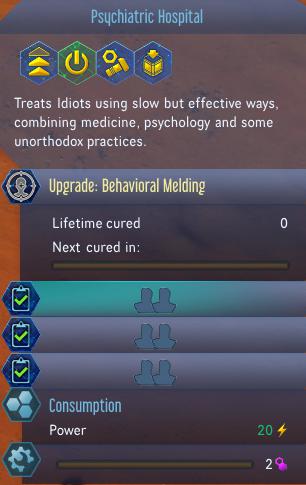 Psychiatric Hospital
Treats Idiots using slow but effective ways,
combining medicine, psychology and some
unorthodox practices.
Upgrade: Behavioral Melding
Lifetime cured 0
Next cured in:
Consumption
Power 20
2